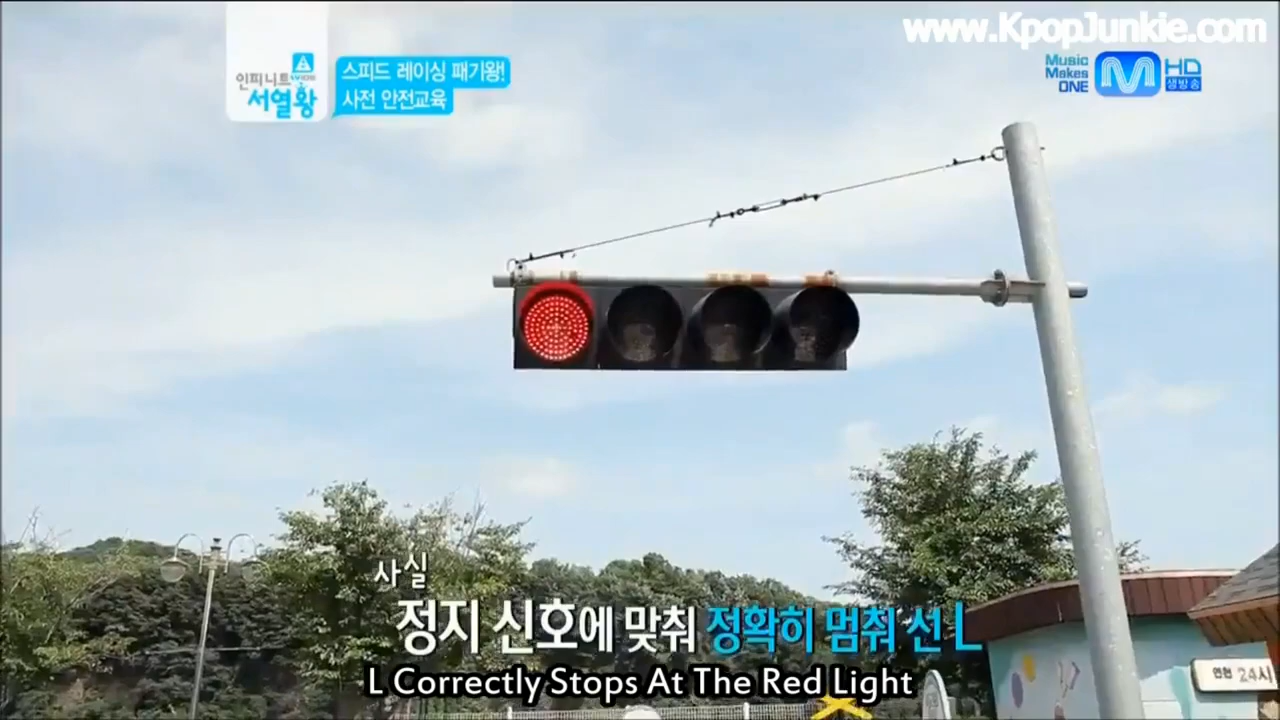 www.KpopJunkie.com
인피니트
서열왕
스피드 레이싱 패기왕!
사전 안전교육
Music
Makes
ONE
M HD
생방송
사실
정지 신호에 맞춰 정확히 멈춰 선 L
L Correctly Stops At The Red Light
24시